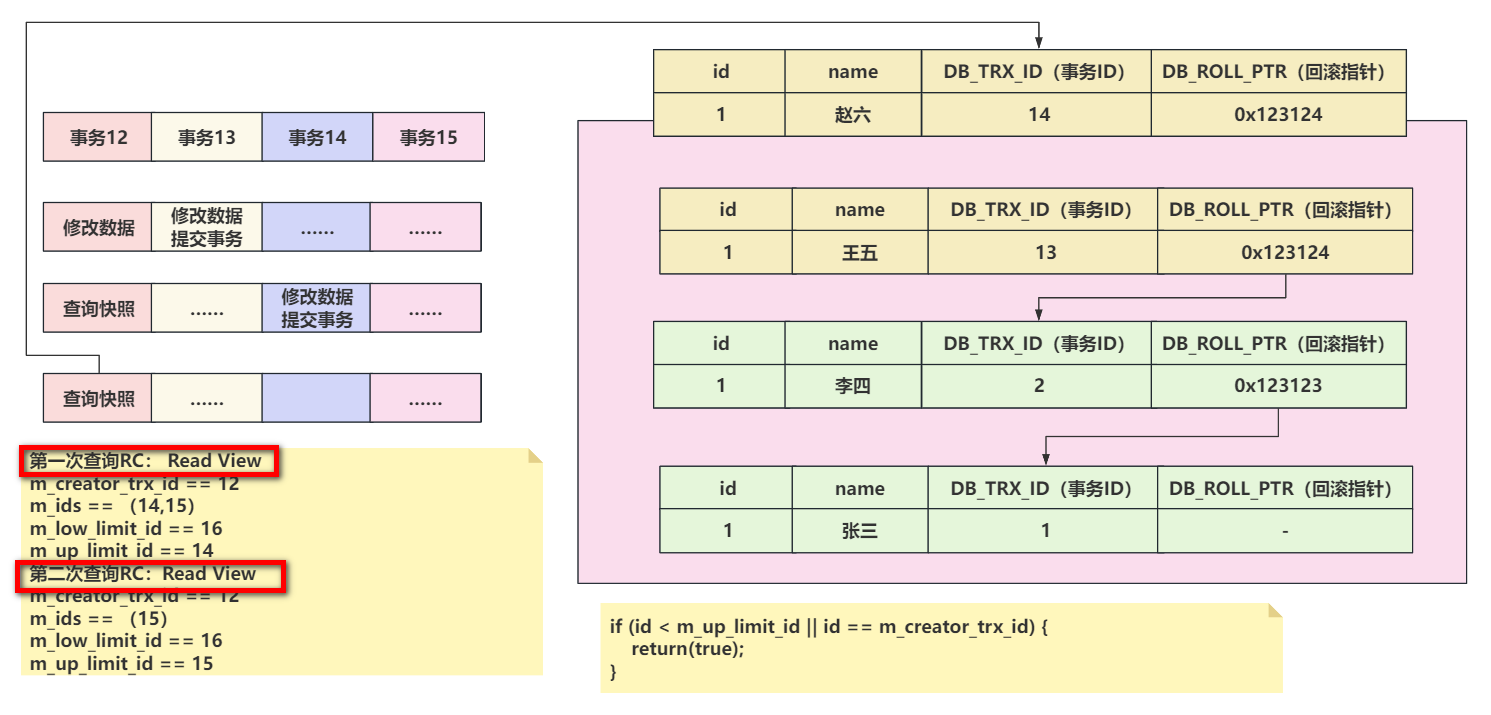 事务12 事务13 事务14 事务15
修改数据 修改数据 提交事务 …… ……
查询快照 …… 修改数据 提交事务 ……
查询快照 …… ……
第一次查询RC： Read View
m_creator_trx_id == 12
m_ids == （14,15）
m_low_limit_id == 16
m_up_limit_id == 14
第二次查询RC：Read View
m_creator_trx_id == 12
m_ids == （15）
m_low_limit_id == 16
m_up_limit_id == 15
id name DB_TRX_ID（事务ID） DB_ROLL_PTR（回滚指针）
1 赵六 14 0x123124
id name DB_TRX_ID（事务ID） DB_ROLL_PTR（回滚指针）
1 王五 13 0x123124
id name DB_TRX_ID（事务ID） DB_ROLL_PTR（回滚指针）
1 李四 2 0x123123
id name DB_TRX_ID（事务ID） DB_ROLL_PTR（回滚指针）
1 张三 1 -
if (id < m_up_limit_id || id == m_creator_trx_id) {
return(true);
}